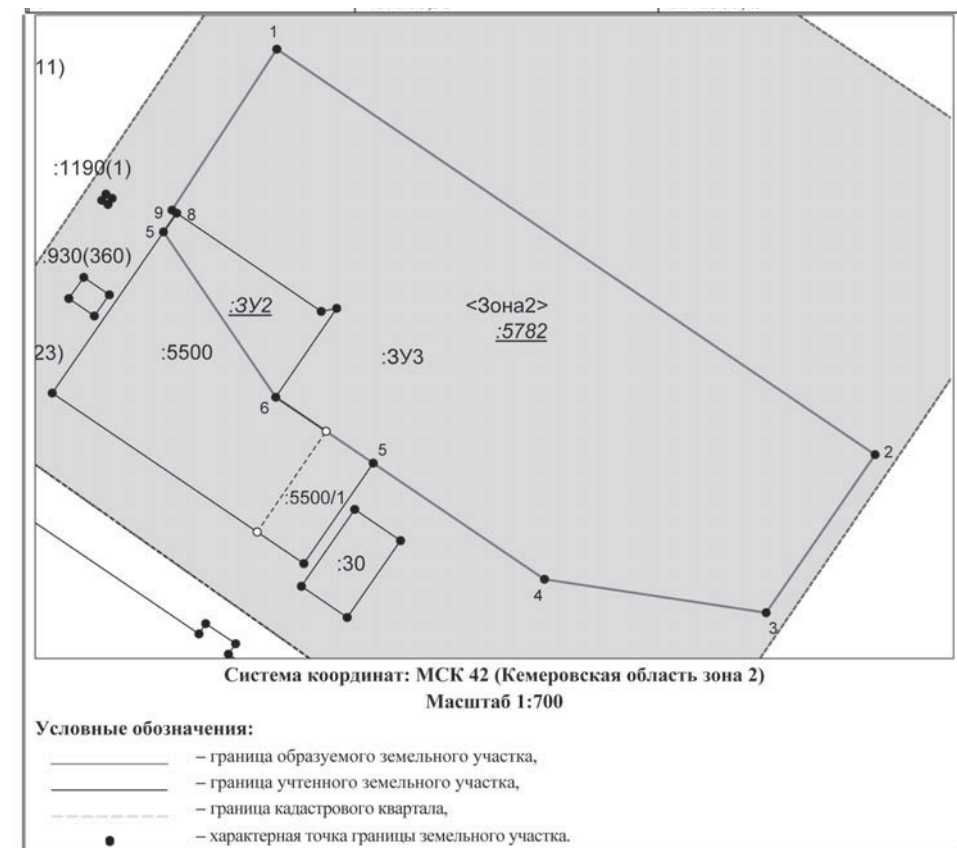 1
11)
:1190(1)
9 8
5
:930(360)
:ЗУ2
<Зона2>
:5782
23)
:5500
:ЗУ3
6
5
2
:5500/1
:30
4
3
Система координат: МСК 42 (Кемеровская область зона 2)
Масштаб 1:700
Условные обозначения:
– граница образуемого земельного участка,
– граница учтенного земельного участка,
– граница кадастрового квартала,
– характерная точка границы земельного участка.